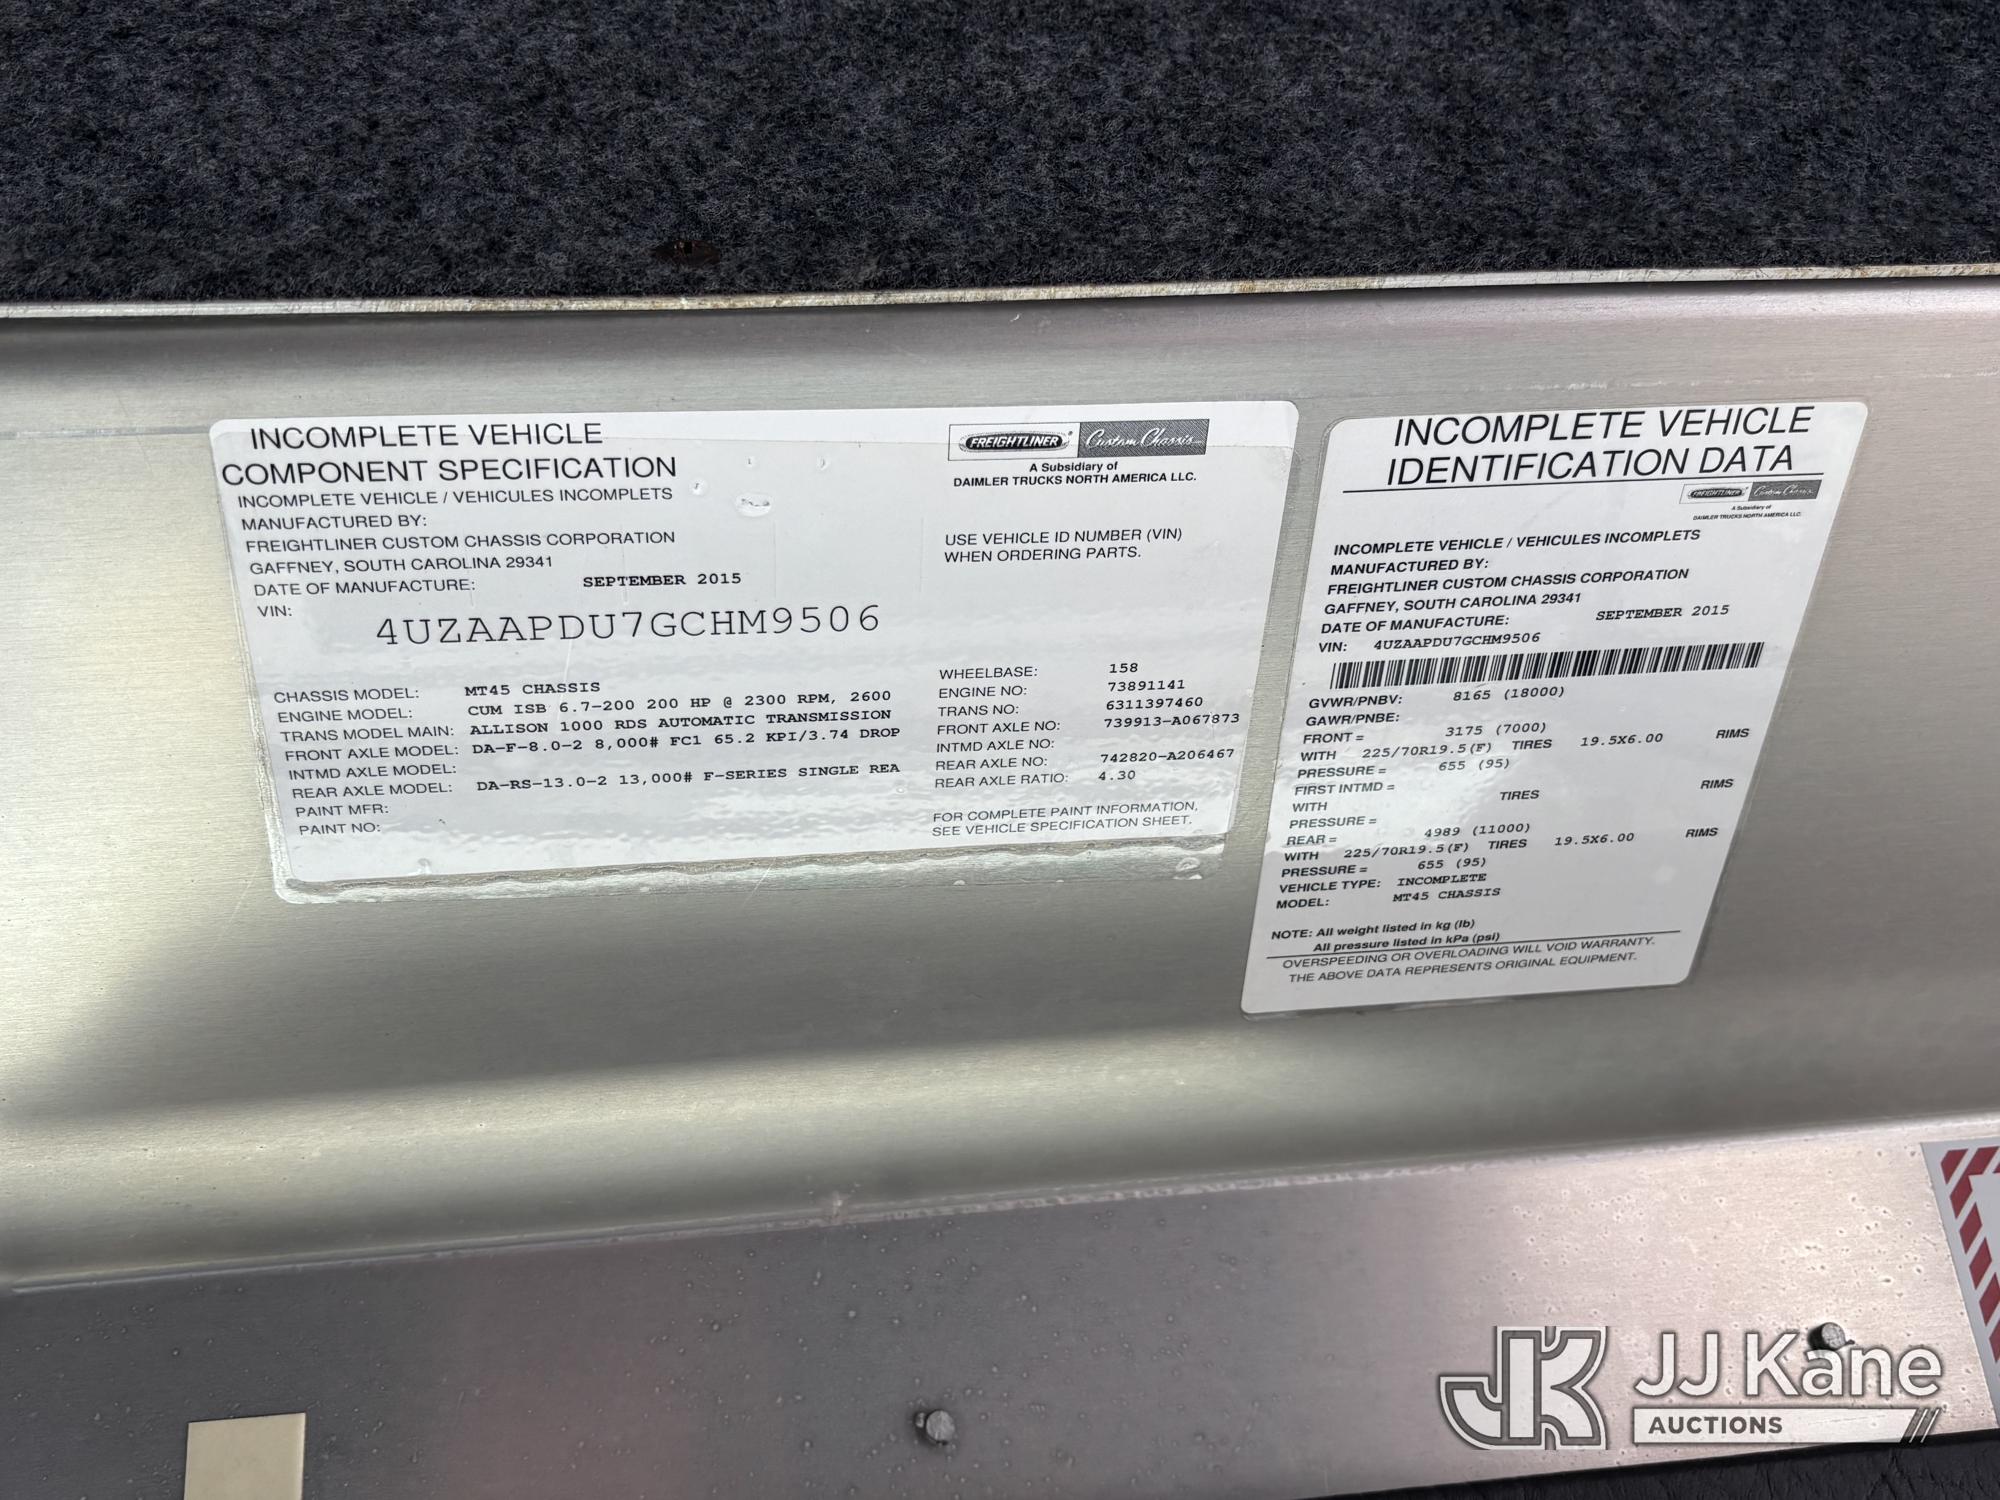 INCOMPLETE VEHICLE
COMPONENT SPECIFICATION
INCOMPLETE VEHICLE / VEHICULES INCOMPLETS
MANUFACTURED BY:
FREIGHTLINER CUSTOM CHASSIS CORPORATION
GAFFNEY, SOUTH CAROLINA 29341
DATE OF MANUFACTURE: SEPTEMBER 2015
VIN:
4UZAAPDU7GCHM9506
FREIGHTLINER Custom Chassis
A Subsidiary of
DAIMLER TRUCKS NORTH AMERICA LLC.
USE VEHICLE ID NUMBER (VIN)
WHEN ORDERING PARTS.
CHASSIS MODEL: MT45 CHASSIS
ENGINE MODEL: CUM ISB 6.7-200 200 HP @ 2300 RPM, 2600
TRANS MODEL MAIN: ALLISON 1000 RDS AUTOMATIC TRANSMISSION
FRONT AXLE MODEL: DA-F-8.0-2 8,000# FC1 65.2 KPI/3.74 DROP
INTMD AXLE MODEL:
REAR AXLE MODEL: DA-RS-13.0-2 13,000# F-SERIES SINGLE REA
PAINT MFR:
PAINT NO:
WHEELBASE: 158
ENGINE NO: 73891141
TRANS NO: 6311397460
FRONT AXLE NO: 739913-A067873
INTMD AXLE NO:
REAR AXLE NO: 742820-A206467
REAR AXLE RATIO: 4.30
FOR COMPLETE PAINT INFORMATION,
SEE VEHICLE SPECIFICATION SHEET.
INCOMPLETE VEHICLE
IDENTIFICATION DATA
FREIGHTLINER Custom Chassis
A Subsidiary of
DAIMLER TRUCKS NORTH AMERICA LLC.
INCOMPLETE VEHICLE / VEHICULES INCOMPLETS
MANUFACTURED BY:
FREIGHTLINER CUSTOM CHASSIS CORPORATION
GAFFNEY, SOUTH CAROLINA 29341
DATE OF MANUFACTURE: SEPTEMBER 2015
VIN: 4UZAAPDU7GCHM9506
GVWR/PNBV: 8165 (18000)
GAWR/PNBE:
FRONT = 3175 (7000)
WITH 225/70R19.5(F) TIRES 19.5X6.00 RIMS
PRESSURE = 655 (95)
FIRST INTMD =
WITH TIRES RIMS
PRESSURE =
REAR = 4989 (11000)
WITH 225/70R19.5(F) TIRES 19.5X6.00 RIMS
PRESSURE = 655 (95)
VEHICLE TYPE: INCOMPLETE
MODEL: MT45 CHASSIS
NOTE: All weight listed in kg (lb)
All pressure listed in kPa (psi)
OVERSPEEDING OR OVERLOADING WILL VOID WARRANTY.
THE ABOVE DATA REPRESENTS ORIGINAL EQUIPMENT.
JK JJ Kane
AUCTIONS